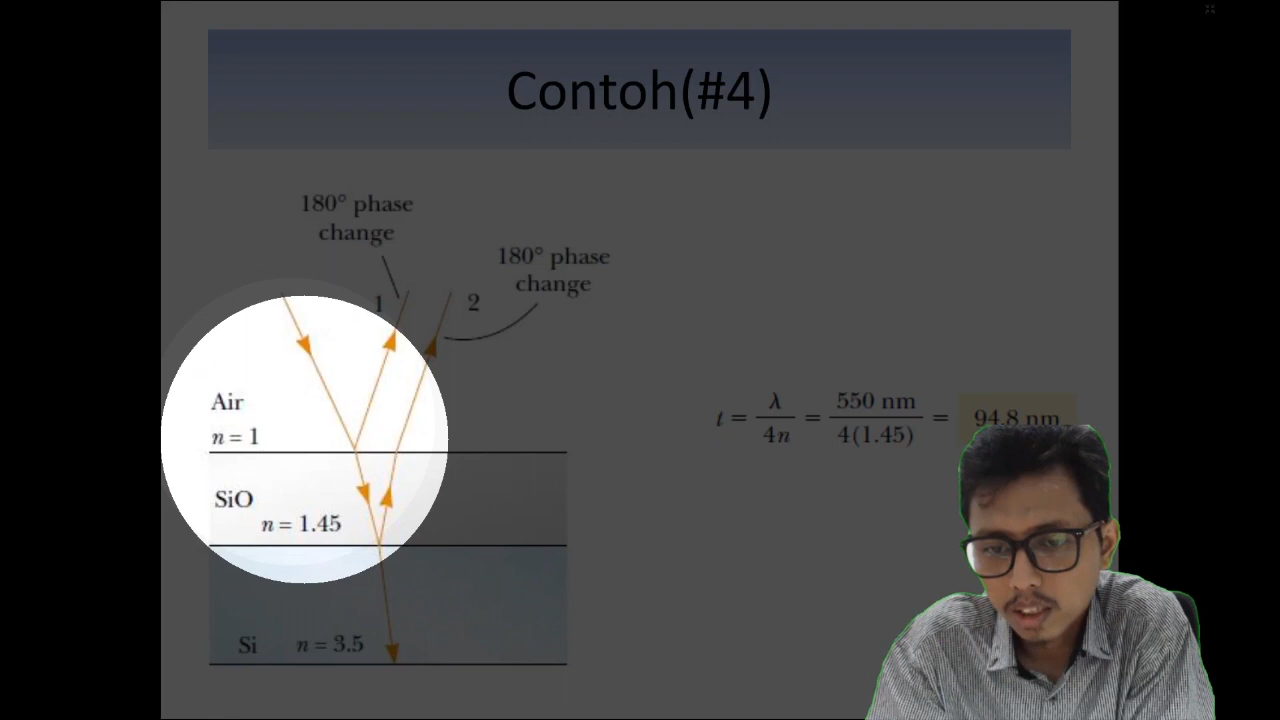 Contoh(#4)
180° phase
change
180° phase
change
1
2
Air
n = 1
SiO
n = 1.45
Si n = 3.5
t = λ / 4n = 550 nm / 4(1.45) = 94.8 nm